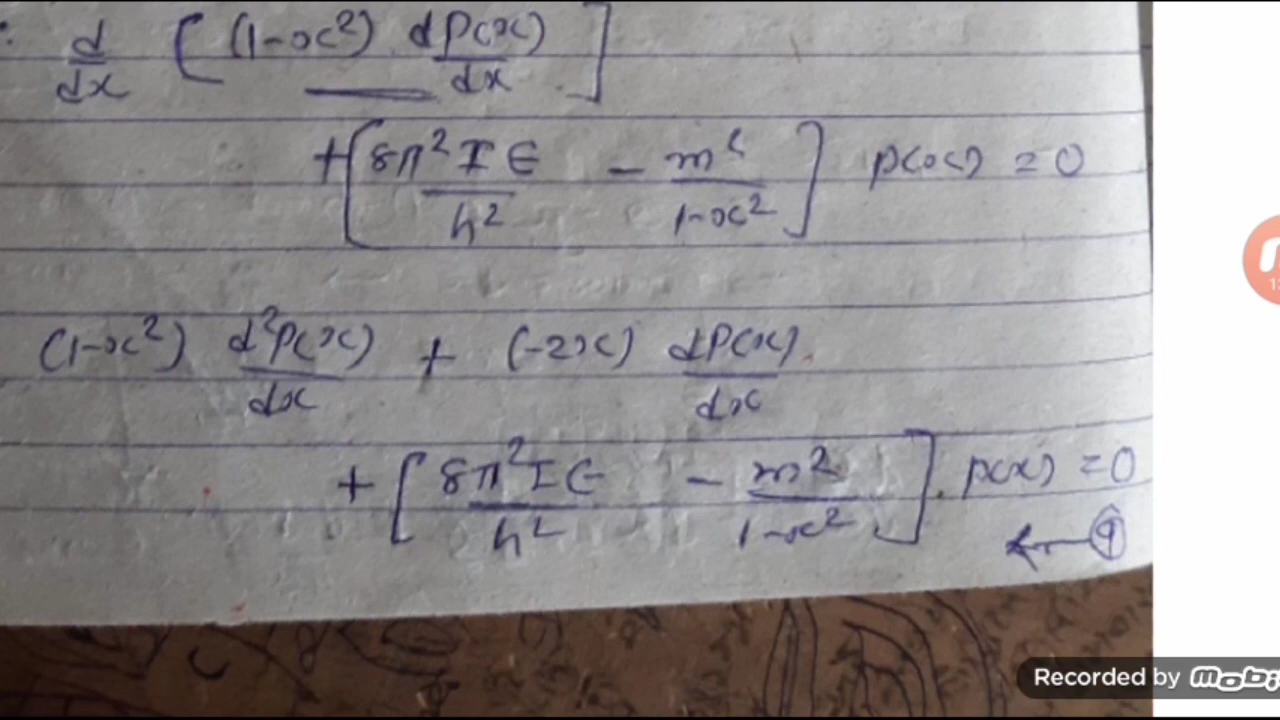 d/dx [(1-x²) dP(x)/dx]
+[8π²IE/h² - m²/1-x²] P(x) = 0
(1-x²) d²P(x)/dx + (-2x) dP(x)/dx
+ [8π²IE/h² - m²/1-x²] P(x) = 0
← 9
Recorded by